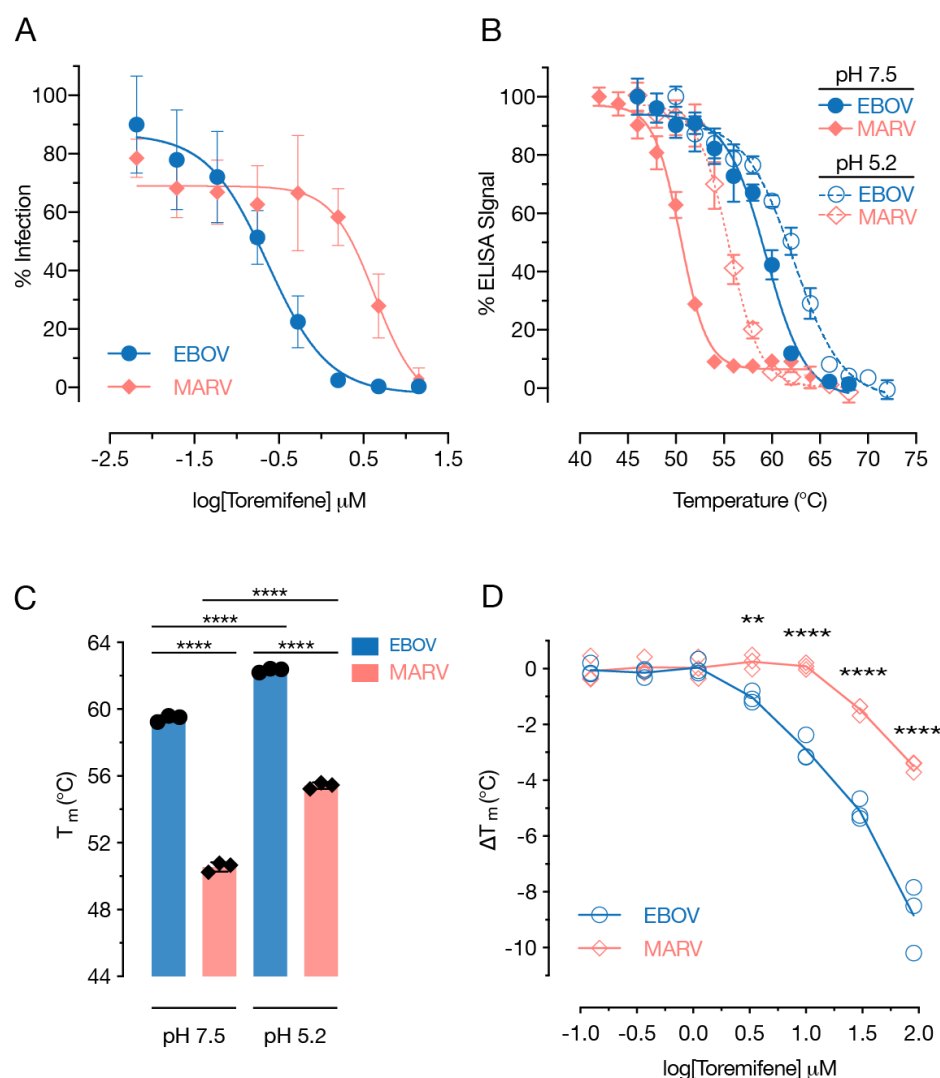 A
% Infection
100
80
60
40
20
0
EBOV
MARV
-2.5
-1.5
-0.5
0.5
1.5
log[Toremifene] μM
B
% ELISA SIgnal
100
80
60
40
20
0
pH 7.5
EBOV
MARV
pH 5.2
EBOV
MARV
40
45
50
55
60
65
70
75
Temperature (°C)
C
****
****
****
****
EBOV
MARV
Tm (°C)
64
60
56
52
48
44
pH 7.5
pH 5.2
D
**
****
****
****
ΔTm (°C)
0
-2
-4
-6
-8
-10
EBOV
MARV
-1.0
-0.5
0.0
0.5
1.0
1.5
2.0
log[Toremifene] μM